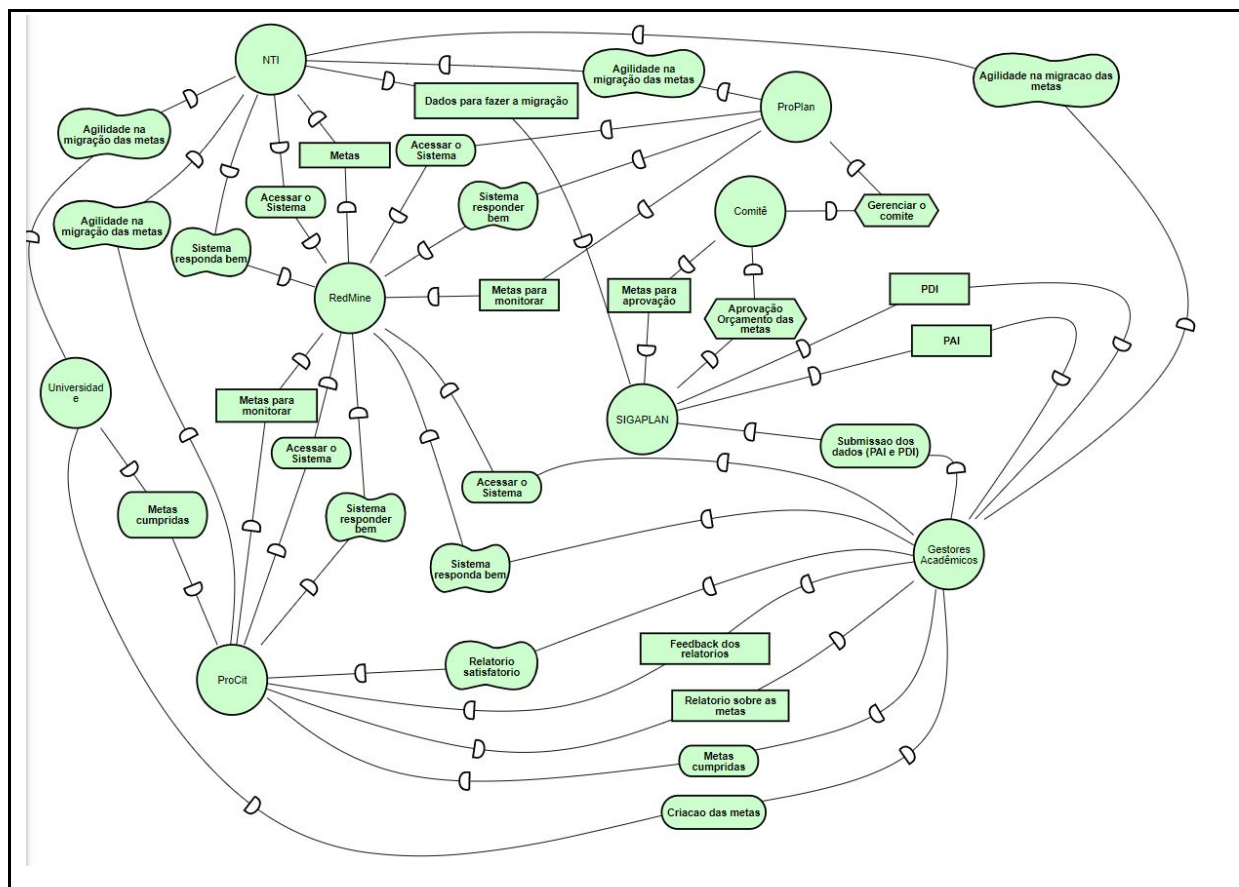 NTI
Agilidade na
migração das metas
Agilidade na migracao das
metas
Dados para fazer a migração
ProPlan
Agilidade na
migração das metas
Metas
Acessar o
Sistema
Acessar o
Sistema
Sistema
responder
bem
Comitê
Gerenciar o
comite
Agilidade na
migração das metas
Sistema
responda bem
RedMine
Metas para
monitorar
Metas para
aprovação
PDI
Aprovação
Orçamento das
metas
PAI
Universidad
e
Metas para
monitorar
SIGAPLAN
Acessar o
Sistema
Submissao dos
dados (PAI e PDI)
Acessar o
Sistema
Metas
cumpridas
Sistema
responder
bem
Sistema
responda bem
Gestores
Acadêmicos
Feedback dos
relatorios
Relatorio
satisfatorio
ProCit
Relatorio sobre as
metas
Metas
cumpridas
Criacao das metas